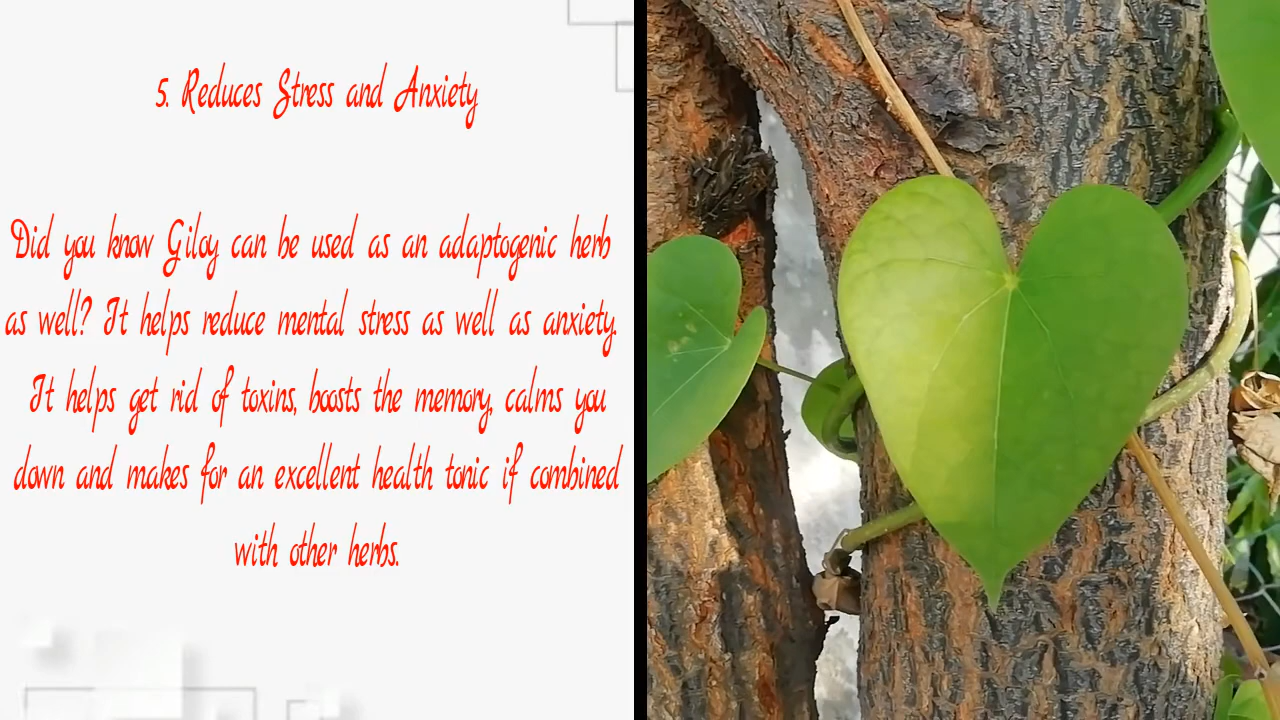 5. Reduces Stress and Anxiety
Did you know Giloy can be used as an adaptogenic herb
as well? It helps reduce mental stress as well as anxiety.
It helps get rid of toxins, boosts the memory, calms you
down and makes for an excellent health tonic if combined
with other herbs.